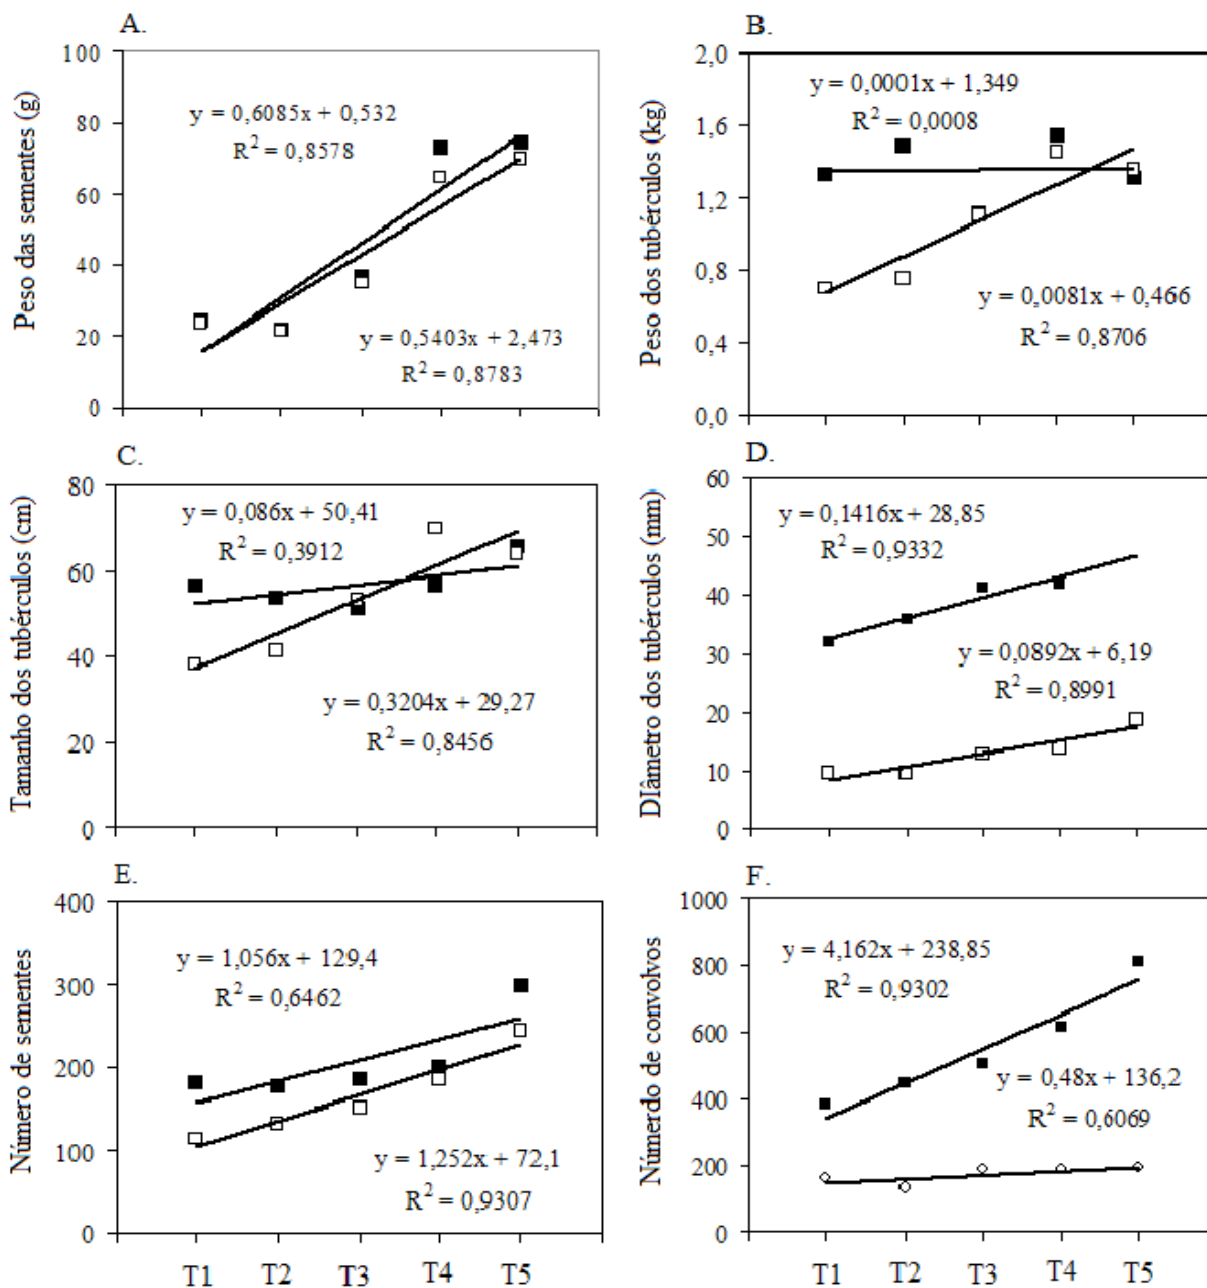 A.
Peso das sementes (g)
100
80
60
40
20
0
y = 0,6085x + 0,532
R² = 0,8578
y = 0,5403x + 2,473
R² = 0,8783
B.
Peso dos tubérculos (kg)
2,0
1,6
1,2
0,8
0,4
0,0
y = 0,0001x + 1,349
R² = 0,0008
y = 0,0081x + 0,466
R² = 0,8706
C.
Tamanho dos tubérculos (cm)
80
60
40
20
0
y = 0,086x + 50,41
R² = 0,3912
y = 0,3204x + 29,27
R² = 0,8456
D.
DIâmetro dos tubérculos (mm)
60
50
40
30
20
10
0
y = 0,1416x + 28,85
R² = 0,9332
y = 0,0892x + 6,19
R² = 0,8991
E.
Número de sementes
400
300
200
100
0
y = 1,056x + 129,4
R² = 0,6462
y = 1,252x + 72,1
R² = 0,9307
T1 T2 T3 T4 T5
F.
Númerdo de convolvos
1000
800
600
400
200
0
y = 4,162x + 238,85
R² = 0,9302
y = 0,48x + 136,2
R² = 0,6069
T1 T2 T3 T4 T5